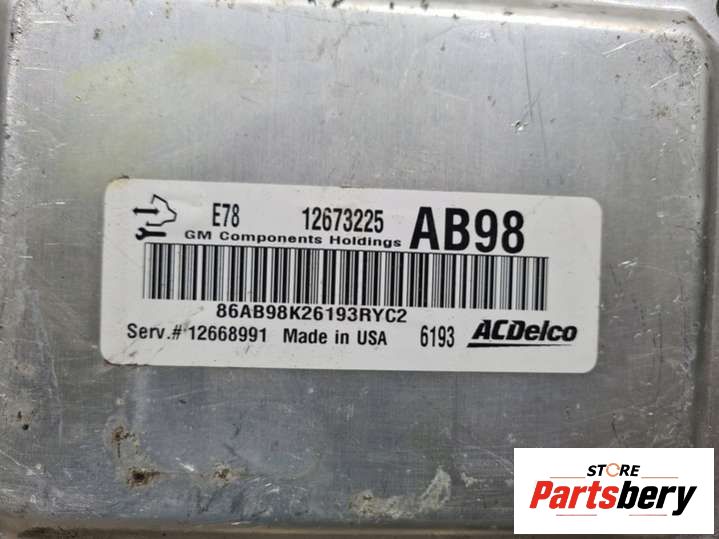 E78 12673225 AB98
GM Components Holdings
86AB98K26193RYC2
Serv.# 12668991 Made in USA 6193 ACDelco
STORE
Partsbery